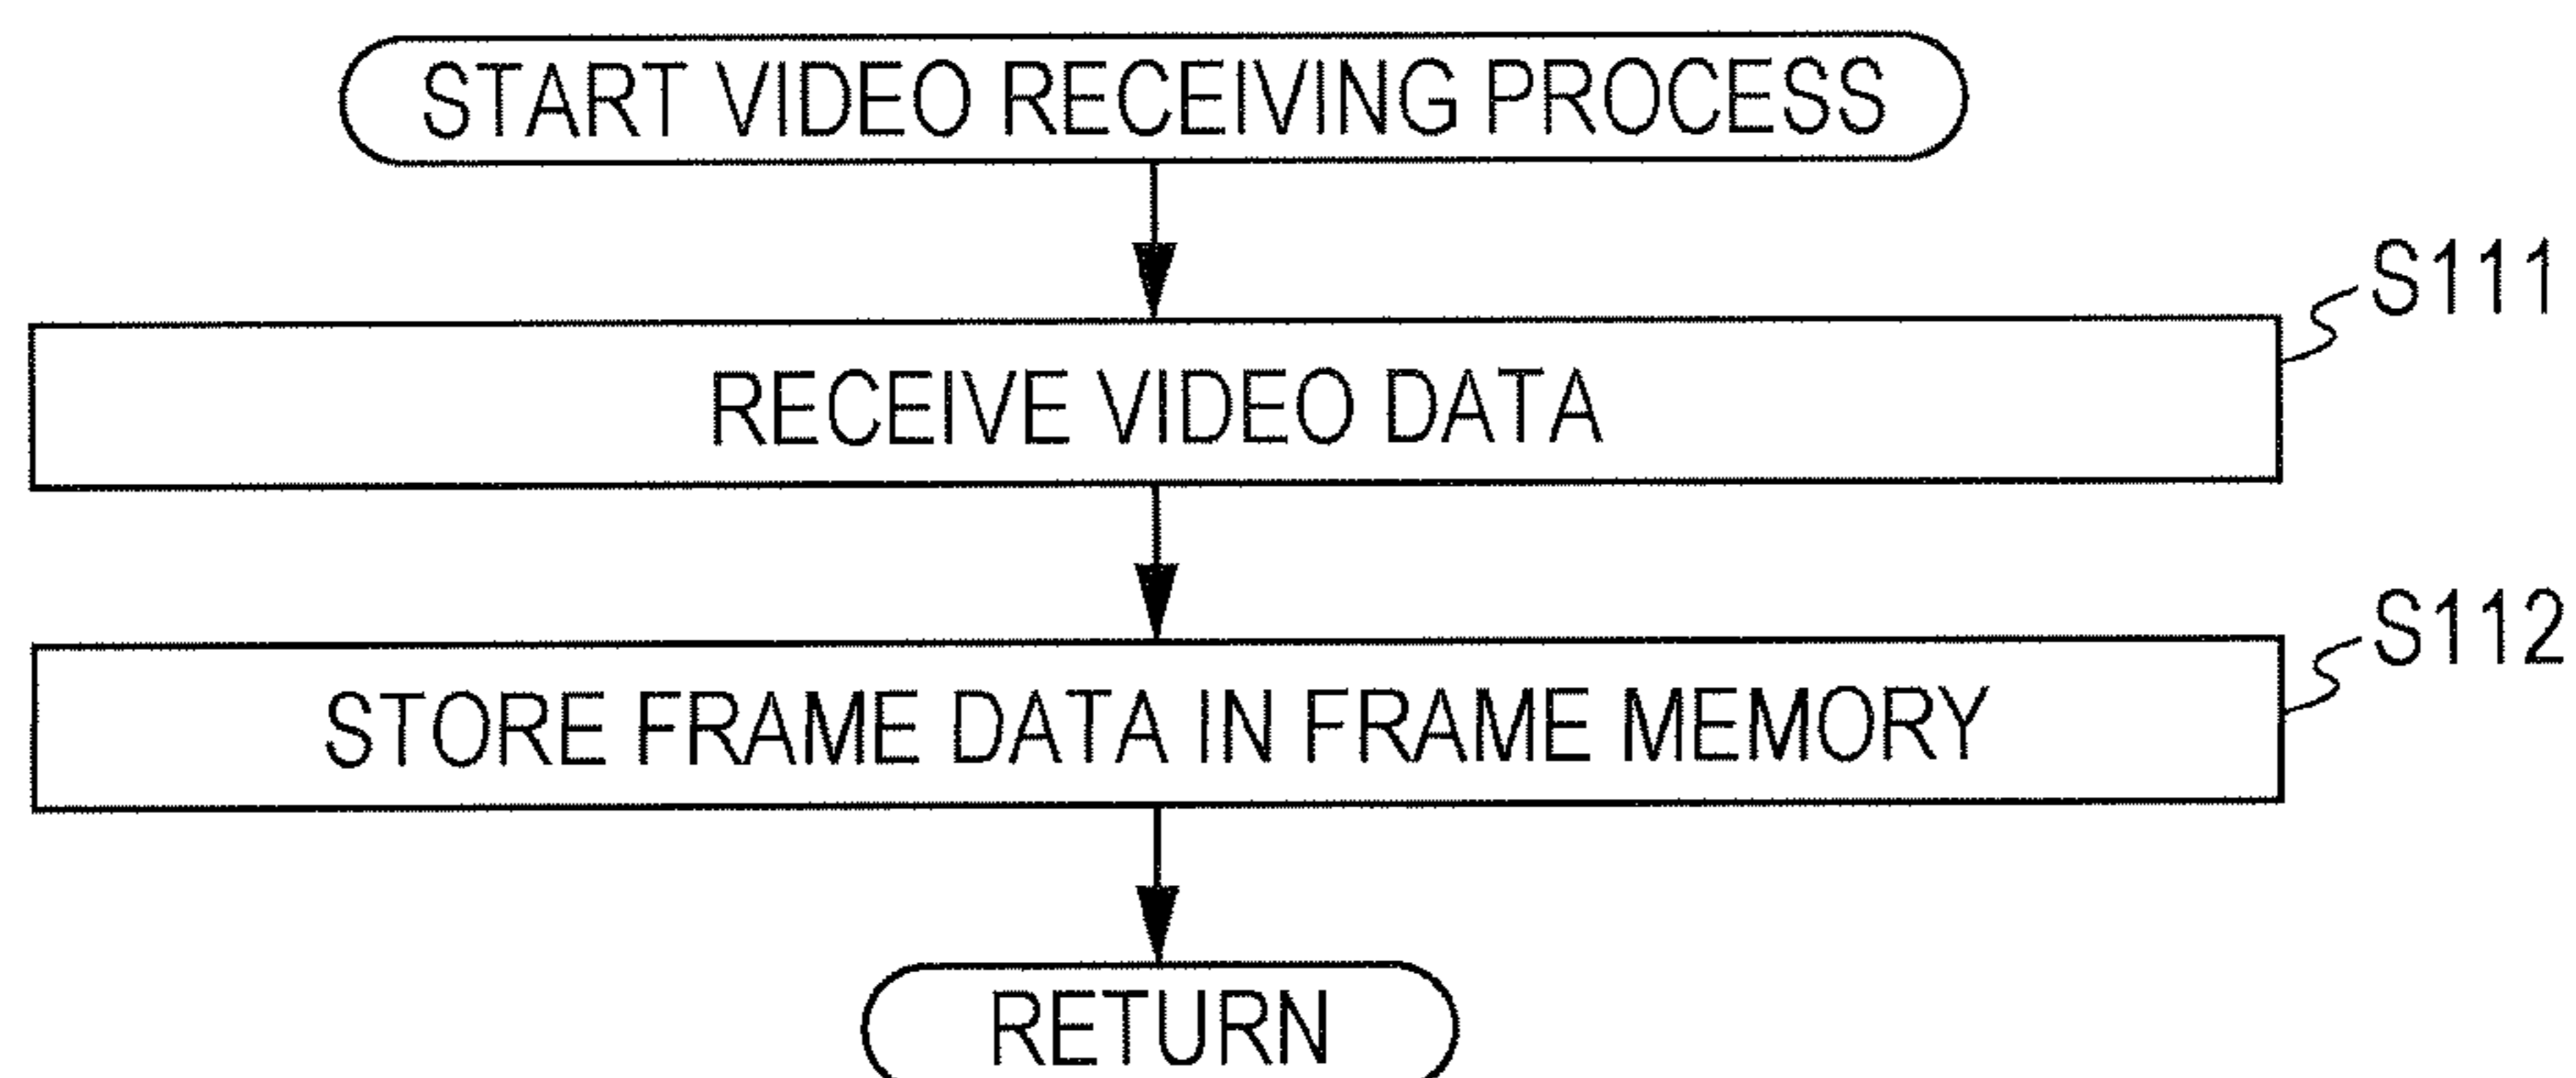 START VIDEO RECEIVING PROCESS
S111
RECEIVE VIDEO DATA
S112
STORE FRAME DATA IN FRAME MEMORY
RETURN